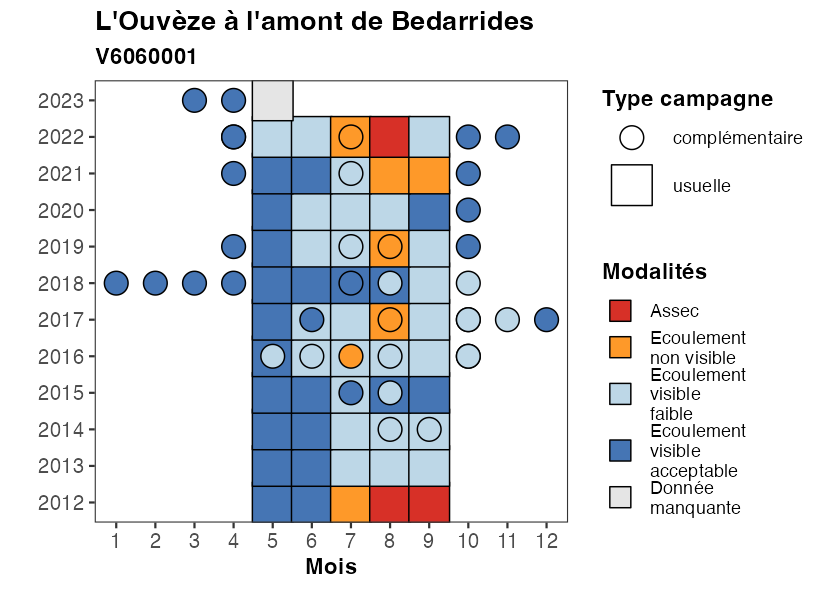 L'Ouvèze à l'amont de Bedarrides
V6060001
2023
2022
2021
2020
2019
2018
2017
2016
2015
2014
2013
2012
1 2 3 4 5 6 7 8 9 10 11 12
Mois
Type campagne
complémentaire
usuelle
Modalités
Assec
Ecoulement
non visible
Ecoulement
visible
faible
Ecoulement
visible
acceptable
Donnée
manquante